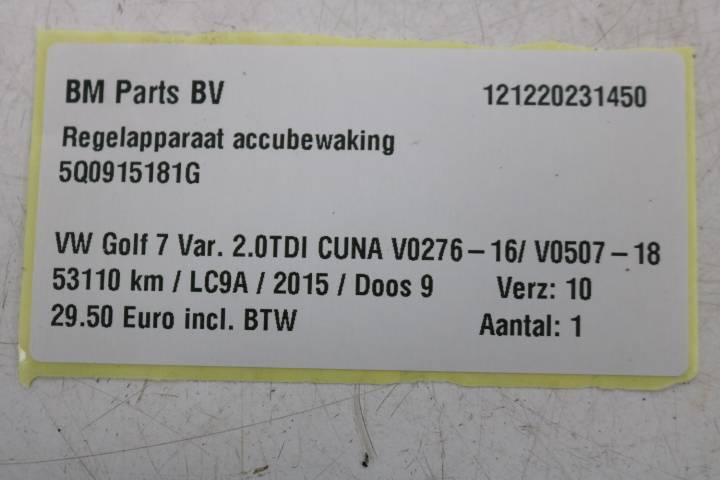 BM Parts BV 121220231450
Regelapparaat accubewaking
5Q0915181G
VW Golf 7 Var. 2.0TDI CUNA V0276-16/ V0507-18
53110 km / LC9A / 2015 / Doos 9 Verz: 10
29.50 Euro incl. BTW Aantal: 1